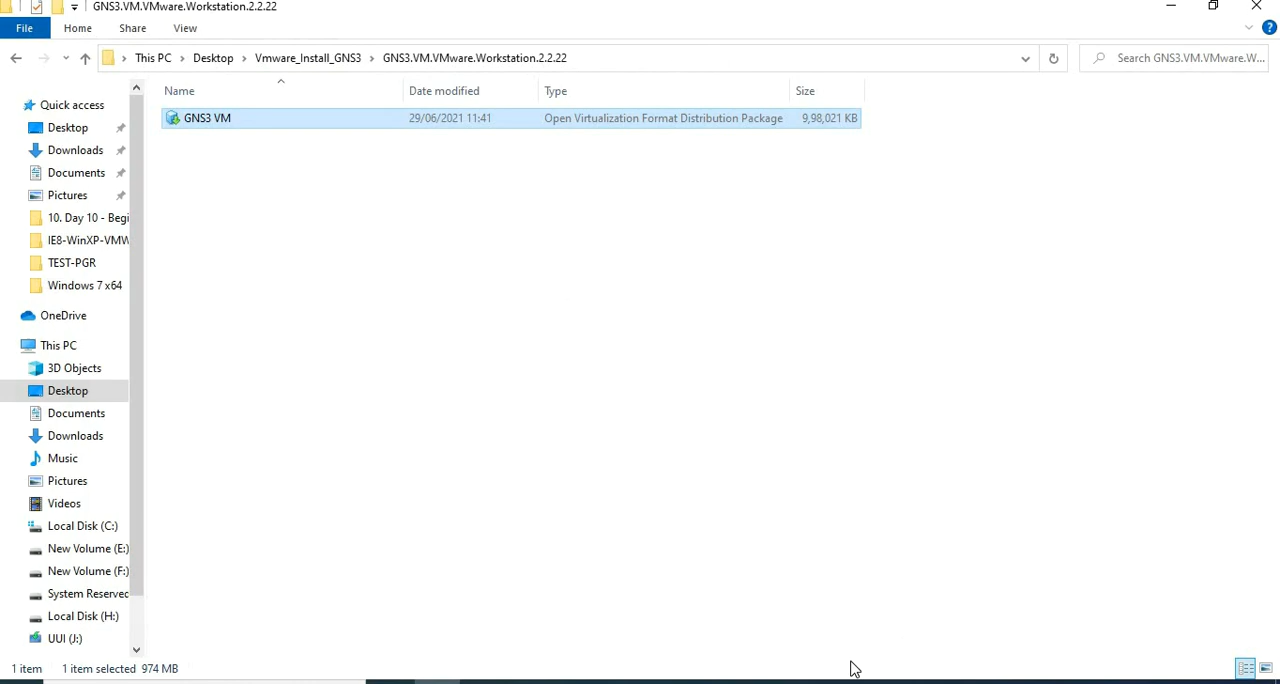 GNS3.VM.VMware.Workstation.2.2.22
File Home Share View
This PC > Desktop > Vmware_Install_GNS3 > GNS3.VM.VMware.Workstation.2.2.22
Search GNS3.VM.VMware.W...
Name Date modified Type Size
GNS3 VM 29/06/2021 11:41 Open Virtualization Format Distribution Package 9,98,021 KB
Quick access
Desktop
Downloads
Documents
Pictures
10. Day 10 - Begi
IE8-WinXP-VMW
TEST-PGR
Windows 7 x64
OneDrive
This PC
3D Objects
Desktop
Documents
Downloads
Music
Pictures
Videos
Local Disk (C:)
New Volume (E:)
New Volume (F:)
System Reserved
Local Disk (H:)
UUI (J:)
1 item 1 item selected 974 MB